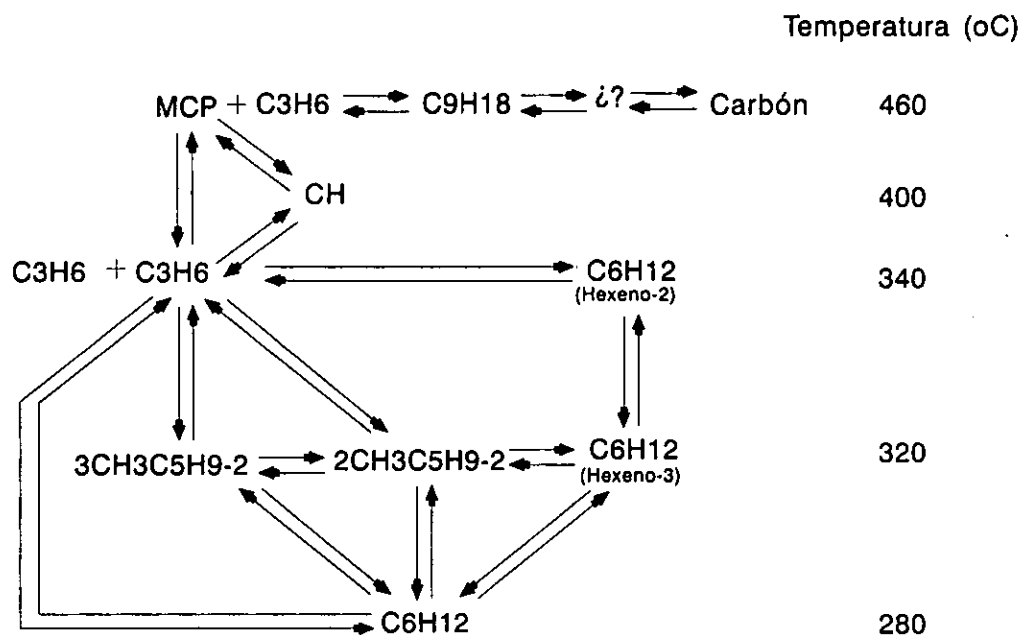 Temperatura (oC)
MCP + C3H6 C9H18 ¿? Carbón 460
CH 400
C3H6 + C3H6 C6H12 340
(Hexeno-2)
3CH3C5H9-2 2CH3C5H9-2 C6H12 320
(Hexeno-3)
C6H12 280